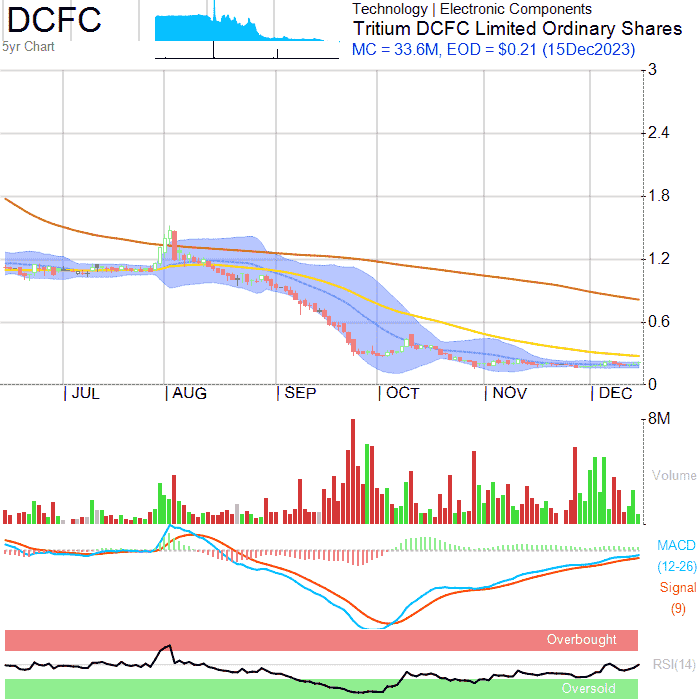 DCFC
5yr Chart
Technology | Electronic Components
Tritium DCFC Limited Ordinary Shares
MC = 33.6M, EOD = $0.21 (15Dec2023)
3
2.4
1.8
1.2
0.6
0
| JUL | AUG | SEP | OCT | NOV | DEC
8M
Volume
MACD
(12-26)
Signal
(9)
Overbought
RSI(14)
Oversold